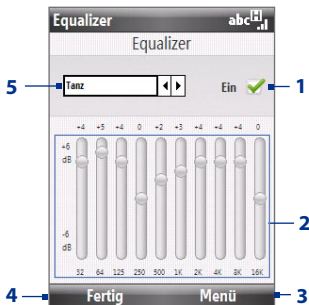 Equalizer abc H
Equalizer
5 Tanz Ein 1
+4 +5 +4 0 +2 +3 +4 +4 +4 0
+6
dB
2
-6
dB
32 64 125 250 500 1K 2K 4K 8K 16K
4 Fertig Menü 3